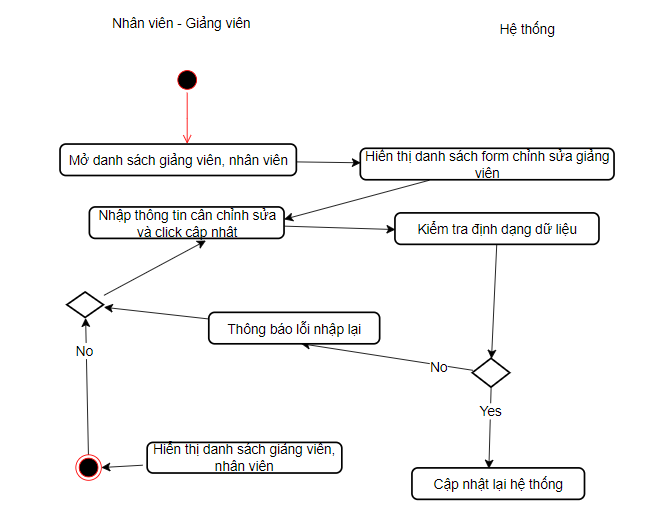 Nhân viên - Giảng viên
Hệ thống
Mở danh sách giảng viên, nhân viên
Hiển thị danh sách form chỉnh sửa giảng
viên
Nhập thông tin cần chỉnh sửa
và click cập nhật
Kiểm tra định dạng dữ liệu
Thông báo lỗi nhập lại
No
No
Yes
Hiển thị danh sách giảng viên,
nhân viên
Cập nhật lại hệ thống